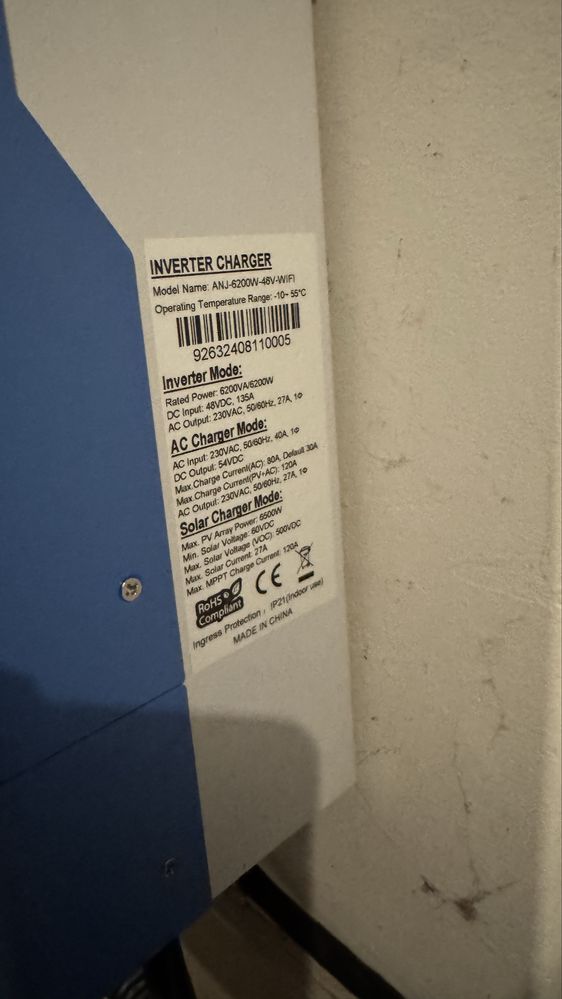 INVERTER CHARGER
Model Name: ANJ-6200W-48V-WIFI
Operating Temperature Range: -10~ 55°C
92632408110005
Inverter Mode:
Rated Power: 6200VA/6200W
DC Input: 48VDC, 135A
AC Output: 230VAC, 50/60Hz, 27A, 1Φ
AC Charger Mode:
AC Input: 230VAC, 50/60Hz, 40A, 1Φ
DC Output: 54VDC
Max.Charge Current(AC): 80A, Default 30A
Max.Charge Current(PV+AC): 120A
AC Output: 230VAC, 50/60Hz, 27A, 1Φ
Solar Charger Mode:
Max. PV Array Power: 6500W
Min. Solar Voltage: 60VDC
Max. Solar Voltage (VOC): 500VDC
Max. Solar Current: 27A
Max. MPPT Charge Current: 120A
RoHS
Compliant
CE
Ingress Protection : IP21(Indoor use)
MADE IN CHINA